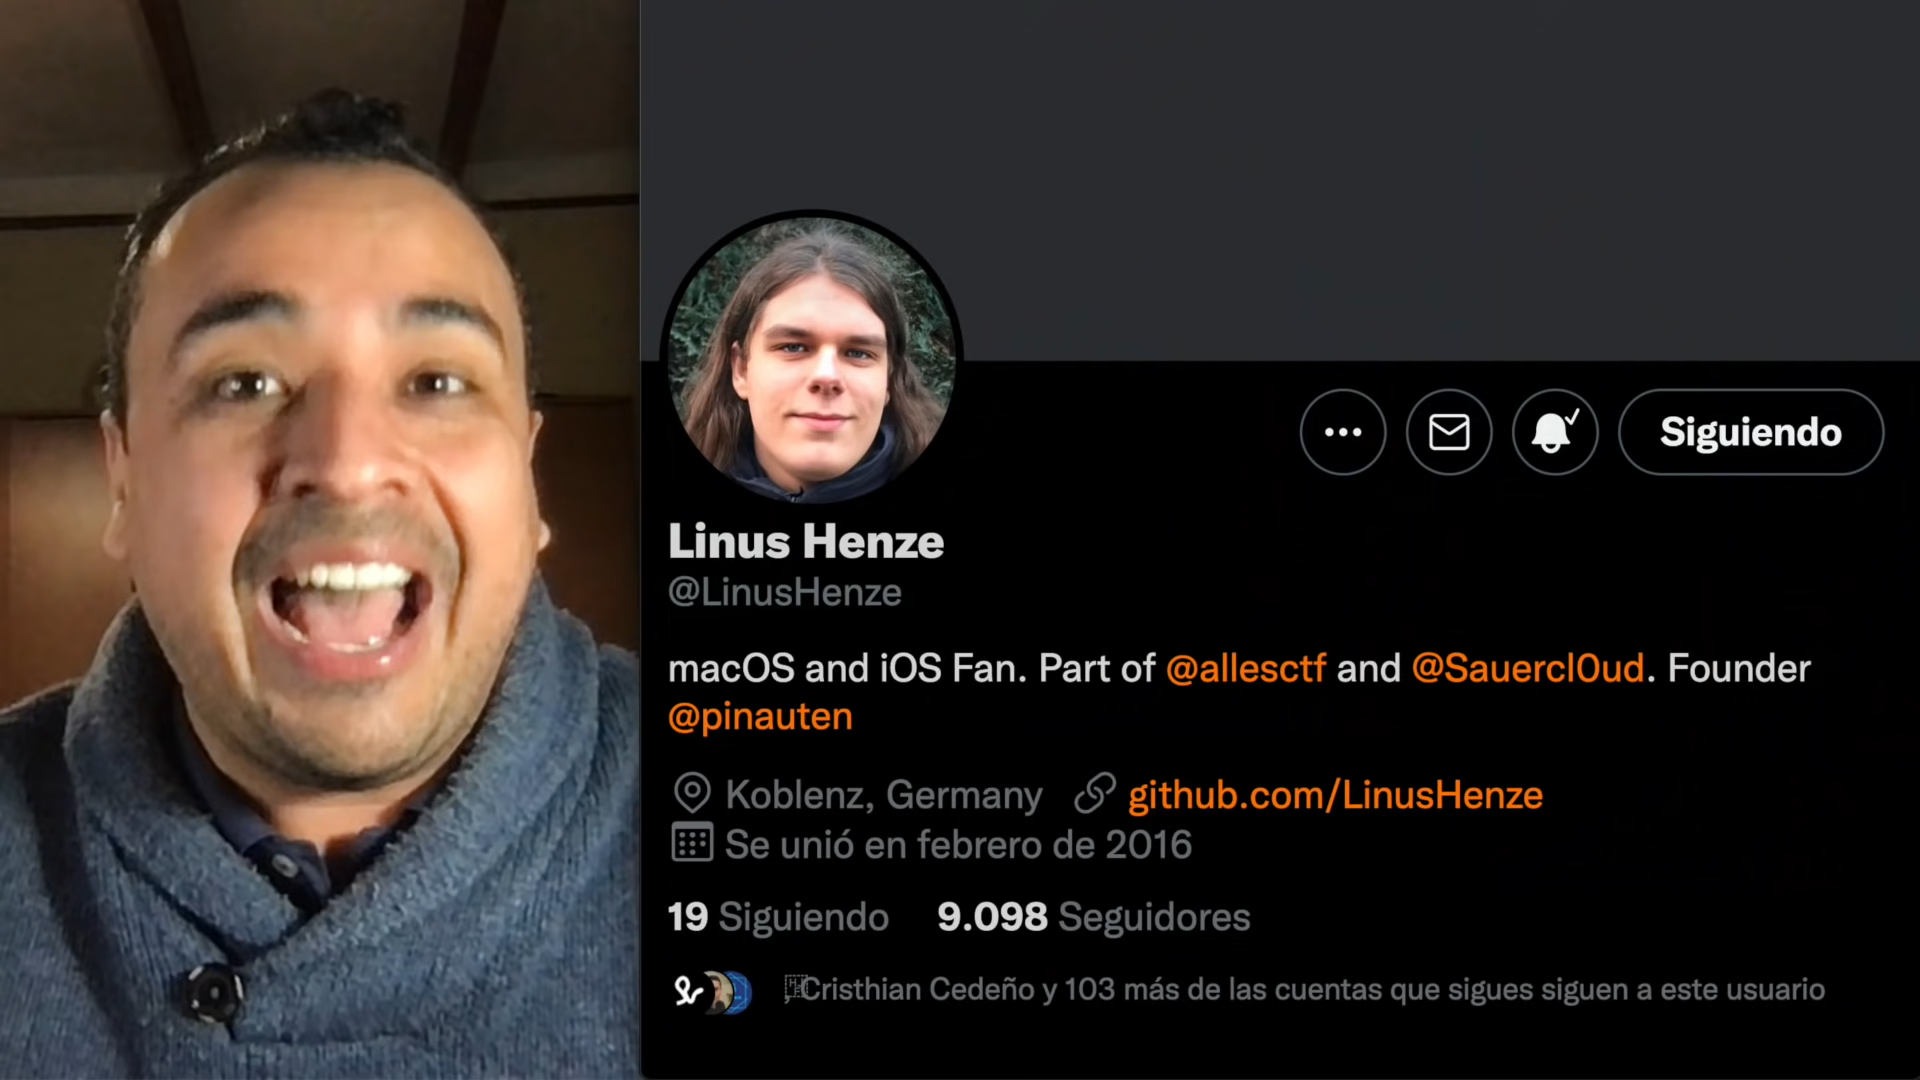 Siguiendo
Linus Henze
@LinusHenze
macOS and iOS Fan. Part of @allesctf and @Sauercl0ud. Founder
@pinauten
Koblenz, Germany github.com/LinusHenze
Se unió en febrero de 2016
19 Siguiendo 9.098 Seguidores
Cristhian Cedeño y 103 más de las cuentas que sigues siguen a este usuario